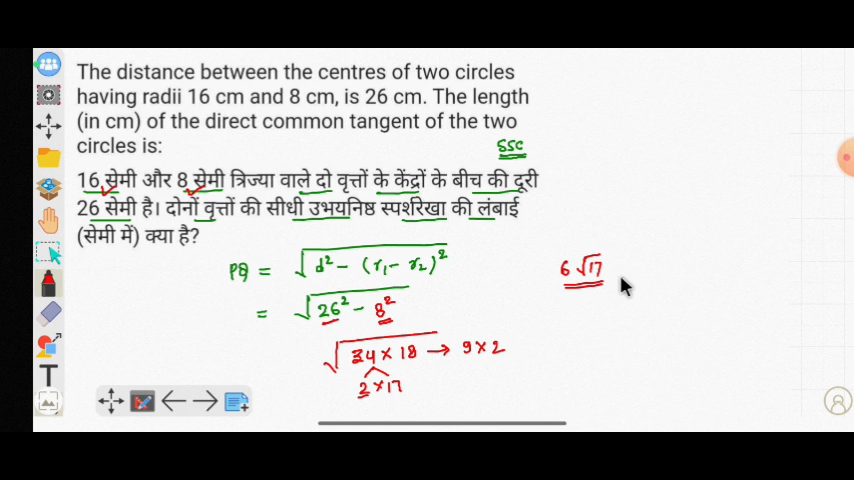 The distance between the centres of two circles
having radii 16 cm and 8 cm, is 26 cm. The length
(in cm) of the direct common tangent of the two
circles is:
SSC
16 सेमी और 8 सेमी त्रिज्या वाले दो वृत्तों के केंद्रों के बीच की दूरी
26 सेमी है। दोनों वृत्तों की सीधी उभयनिष्ठ स्पर्शरेखा की लंबाई
(सेमी में) क्या है?
PQ = √d² - (r₁ - r₂)²
6√17
= √26² - 8²
√34 × 18 → 9 × 2
2 × 17
T